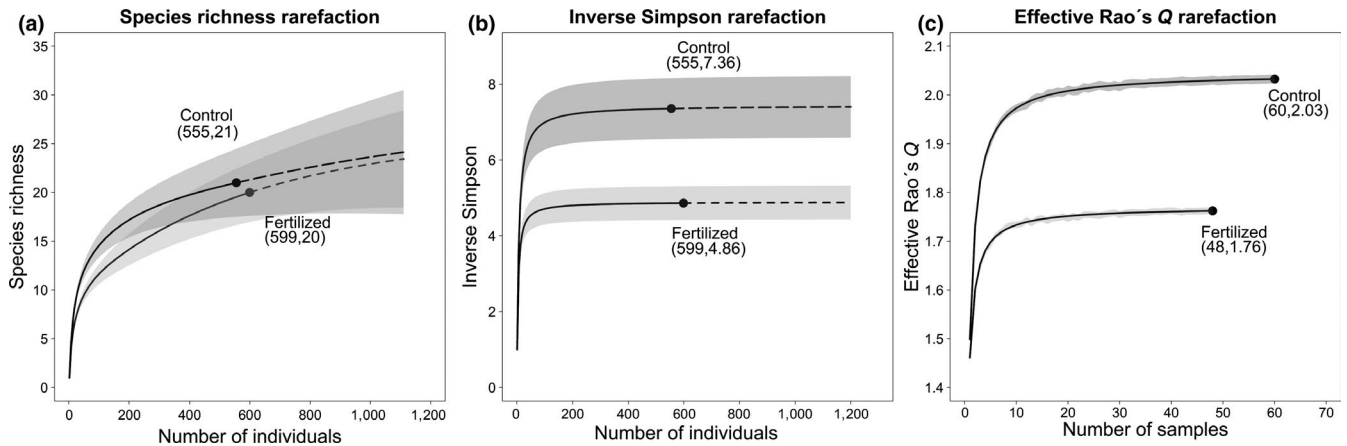 (a)
Species richness rarefaction
Species richness
35
30
25
20
15
10
5
0
Control
(555,21)
Fertilized
(599,20)
0 200 400 600 800 1,000 1,200
Number of individuals
(b)
Inverse Simpson rarefaction
Inverse Simpson
8
6
4
2
0
Control
(555,7.36)
Fertilized
(599,4.86)
0 200 400 600 800 1,000 1,200
Number of individuals
(c)
Effective Rao´s Q rarefaction
Effective Rao´s Q
2.1
2.0
1.9
1.8
1.7
1.6
1.5
1.4
Control
(60,2.03)
Fertilized
(48,1.76)
0 10 20 30 40 50 60 70
Number of samples